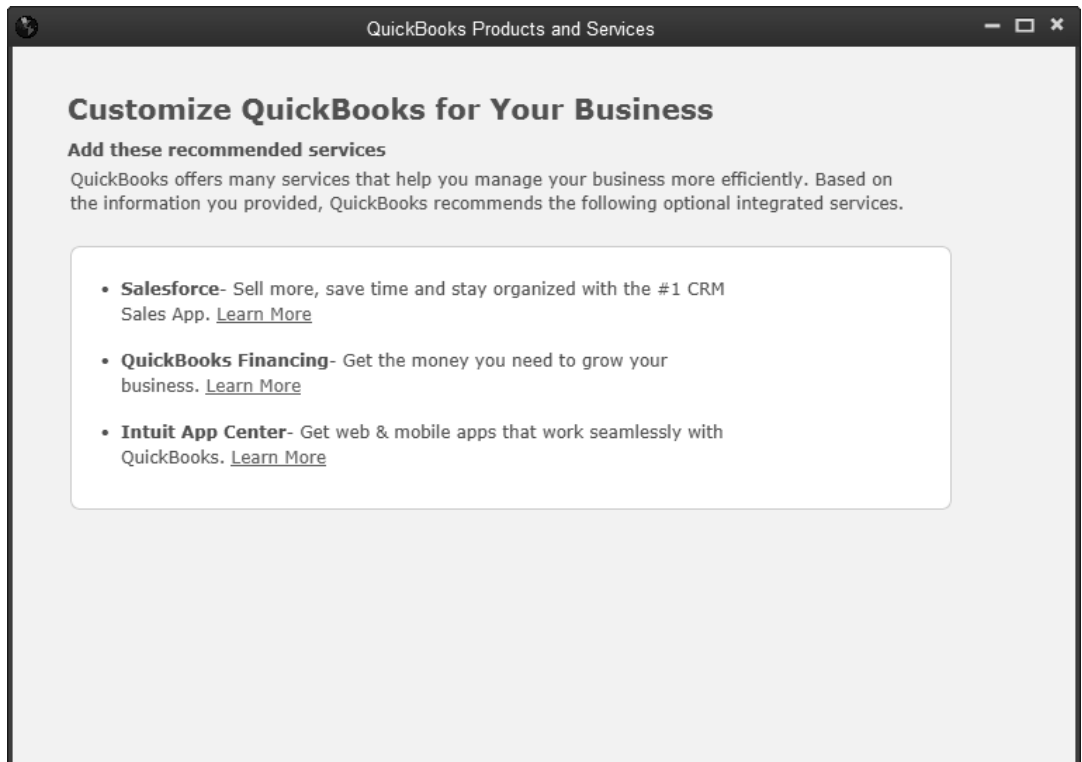 QuickBooks Products and Services
Customize QuickBooks for Your Business
Add these recommended services
QuickBooks offers many services that help you manage your business more efficiently. Based on
the information you provided, QuickBooks recommends the following optional integrated services.
• Salesforce- Sell more, save time and stay organized with the #1 CRM
Sales App. Learn More
• QuickBooks Financing- Get the money you need to grow your
business. Learn More
• Intuit App Center- Get web & mobile apps that work seamlessly with
QuickBooks. Learn More